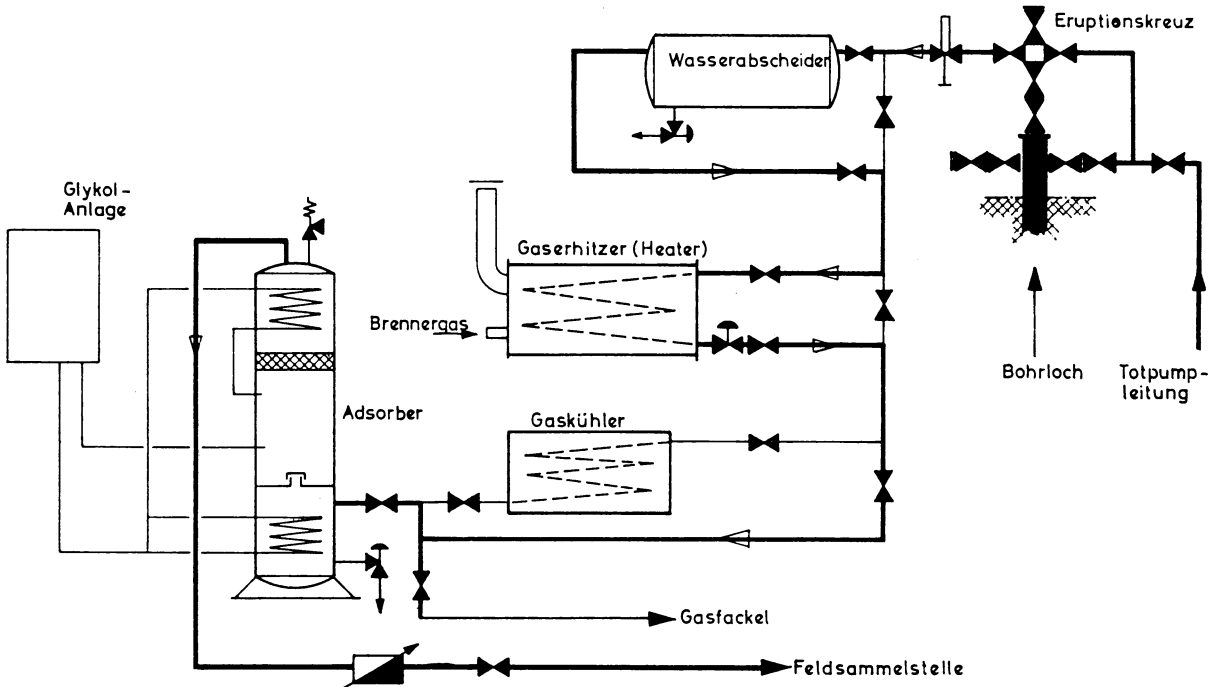 Eruptionskreuz
Wasserabscheider
Glykol-
Anlage
Gaserhitzer (Heater)
Brennergas
Bohrloch
Totpump-
leitung
Adsorber
Gaskühler
Gasfackel
Feldsammelstelle